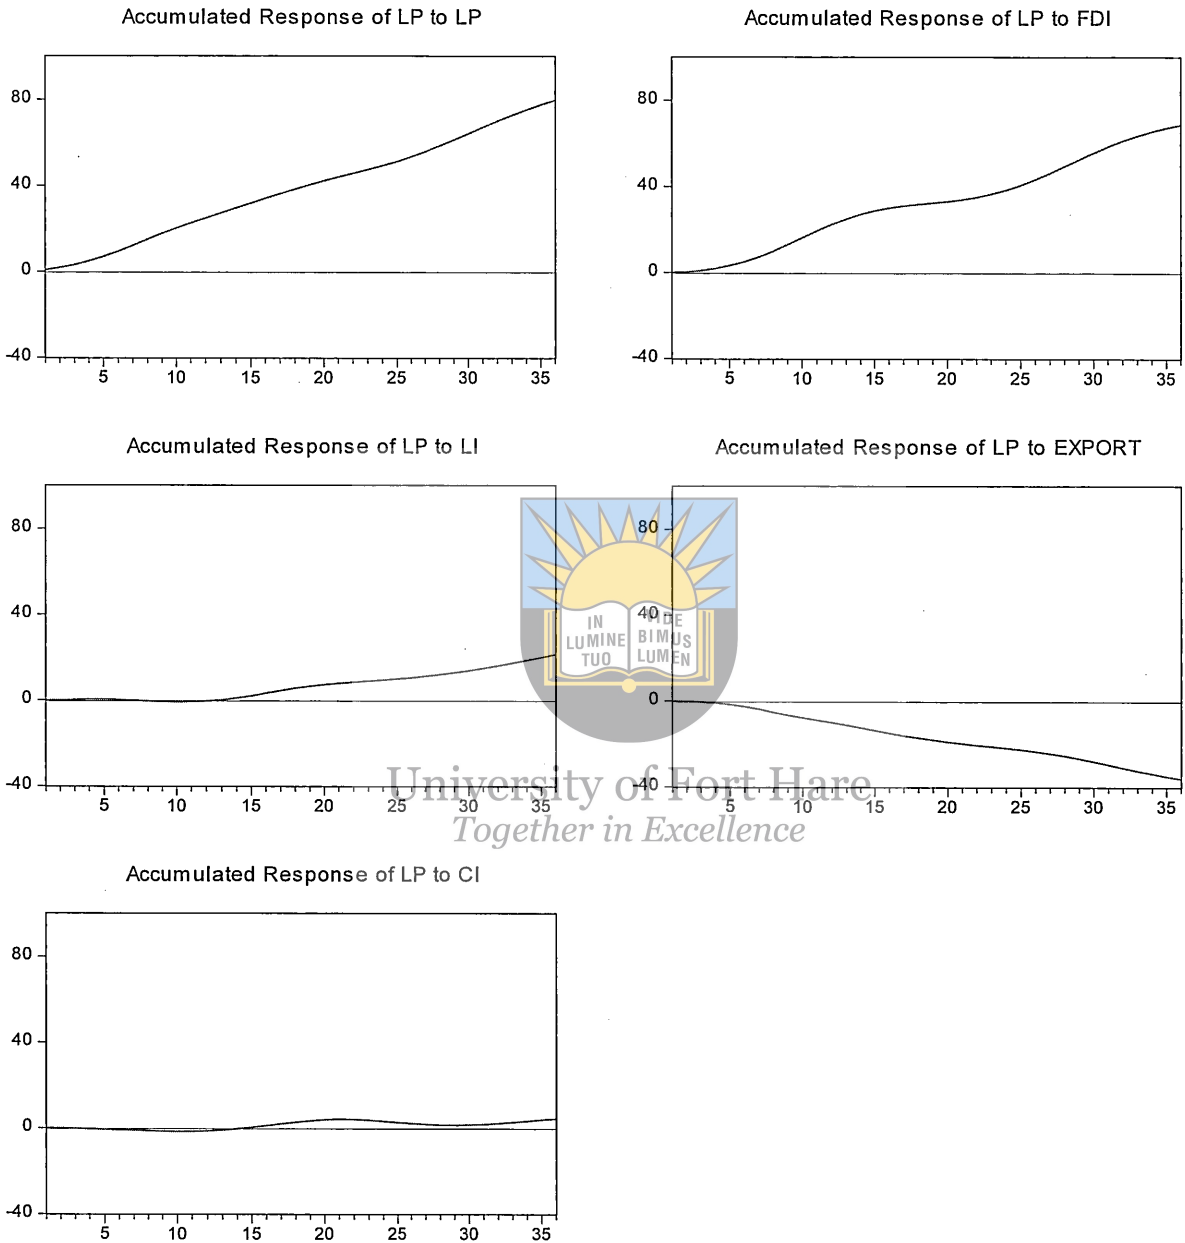 Accumulated Response of LP to LP
80
40
0
-40
5 10 15 20 25 30 35
Accumulated Response of LP to FDI
80
40
0
-40
5 10 15 20 25 30 35
Accumulated Response of LP to LI
80
40
0
-40
5 10 15 20 25 30 35
Accumulated Response of LP to EXPORT
80
40
0
-40
5 10 15 20 25 30 35
IN
LUMINE
TUO
VIDE
BIMUS
LUMEN
University of Fort Hare
Together in Excellence
Accumulated Response of LP to CI
80
40
0
-40
5 10 15 20 25 30 35